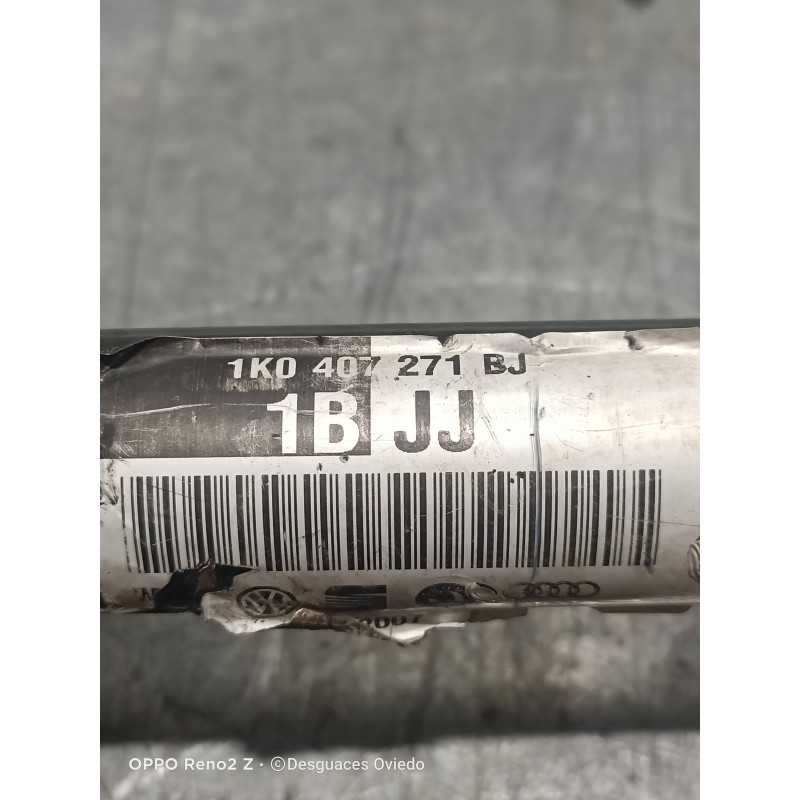 1K0 407 271 BJ
1B JJ
OPPO Reno2 Z · ©Desguaces Oviedo